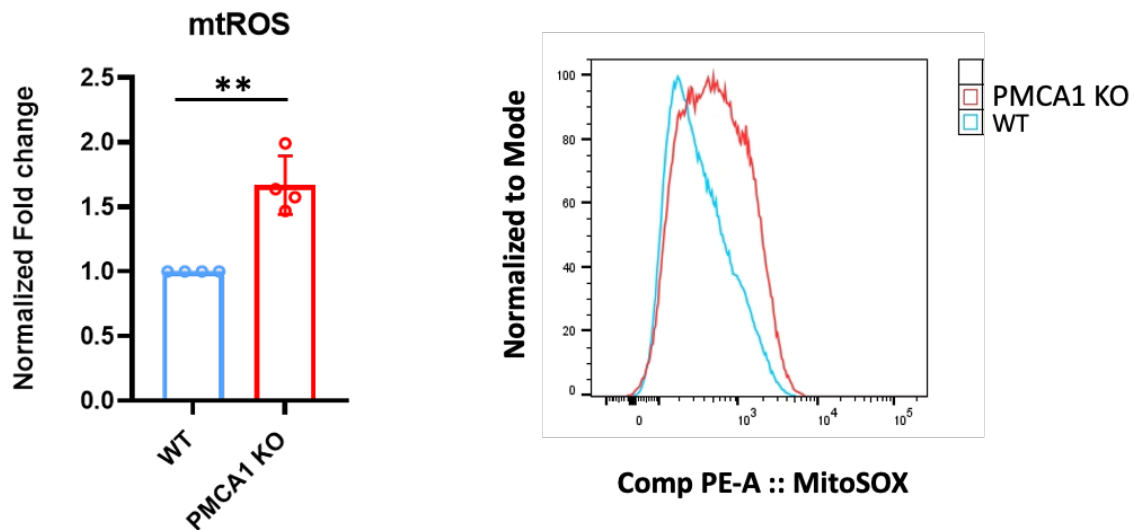 mtROS
**
Normalized Fold change
2.5
2.0
1.5
1.0
0.5
0.0
WT
PMCA1 KO
Normalized to Mode
100
80
60
40
20
0
0
10³
10⁴
10⁵
Comp PE-A :: MitoSOX
PMCA1 KO
WT